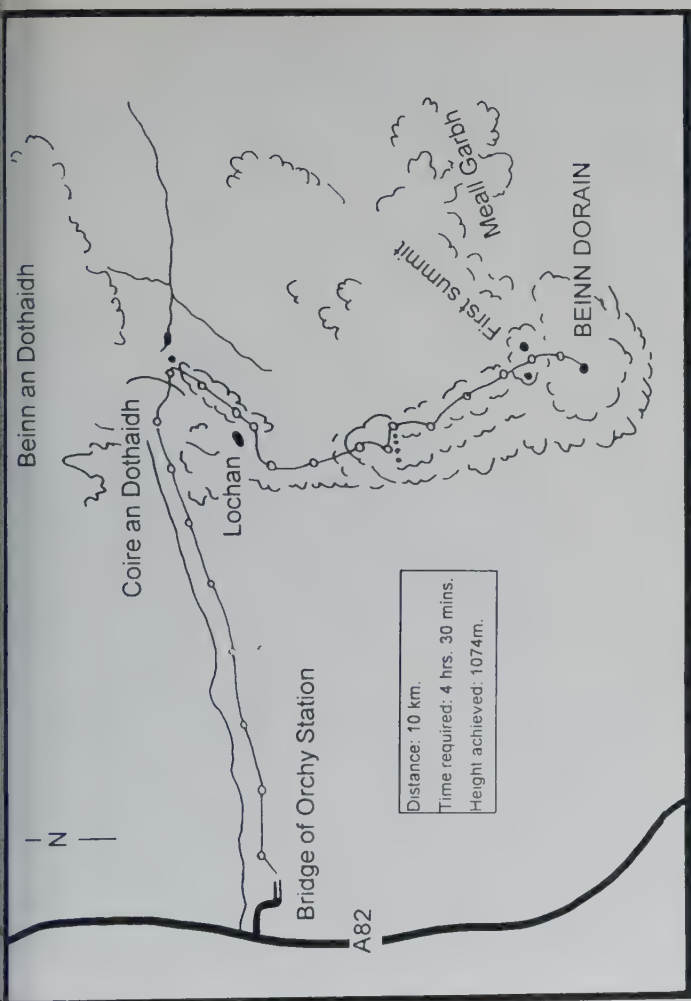 Beinn an Dothaidh
Coire an Dothaidh
Lochan
Meall Garbh
First summit
BEINN DORAIN
N
Bridge of Orchy Station
A82
Distance: 10 km.
Time required: 4 hrs. 30 mins.
Height achieved: 1074m.